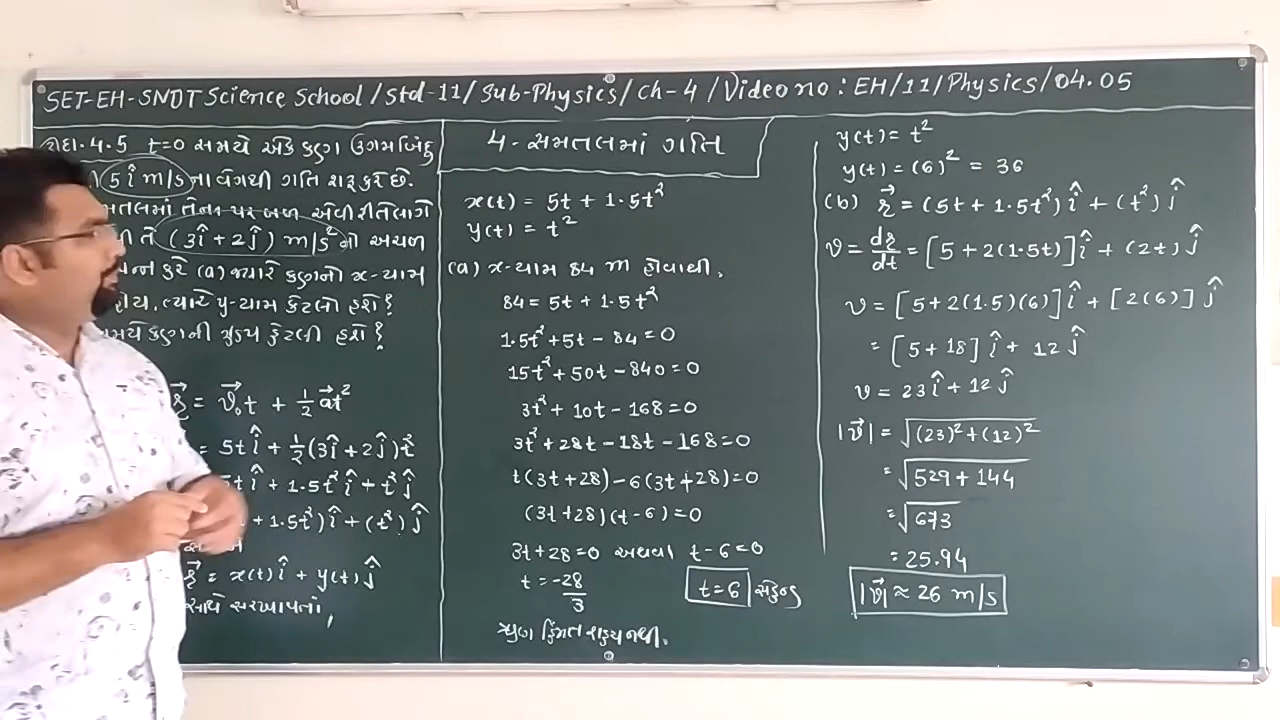 SET-EH-SNDT Science School / Std-11 / Sub-Physics / Ch-4 / Video no : EH/11/Physics/04.05
ઉદા.4.5 t=0 સમયે એક કણ ઉગમબિંદુ
5î m/s ના વેગથી ગતિ શરૂ કરે છે.
તેના પર બળ એવી રીતે લાગે
તે (3î+2ĵ) m/s² નો અચળ
કરે (a) જ્યારે કણનો x-યામ
હોય, ત્યારે y-યામ કેટલો હશે?
સમયે કણની ઝડપ કેટલી હશે?
r⃗ = v⃗₀t + 1/2 a⃗t²
= 5tî + 1/2(3î+2ĵ)t²
5tî + 1.5t²î + t²ĵ
+ 1.5t²)î + (t²)ĵ
r⃗ = x(t)î + y(t)ĵ
સાથે સરખાવતાં,
4-સમતલમાં ગતિ
x(t) = 5t + 1.5t²
y(t) = t²
(a) x-યામ 84 m હોવાથી,
84 = 5t + 1.5t²
1.5t² + 5t - 84 = 0
15t² + 50t - 840 = 0
3t² + 10t - 168 = 0
3t² + 28t - 18t - 168 = 0
t(3t+28) - 6(3t+28) = 0
(3t+28)(t-6) = 0
3t+28=0 અથવા t-6=0
t = -28/3
t=6 સેકન્ડ
ઋણ કિંમત શક્ય નથી.
y(t) = t²
y(t) = (6)² = 36
(b) r⃗ = (5t + 1.5t²)î + (t²)ĵ
v = dr/dt = [5+2(1.5t)]î + (2t)ĵ
v = [5+2(1.5)(6)]î + [2(6)]ĵ
= [5+18]î + 12ĵ
v = 23î + 12ĵ
|v⃗| = √(23)²+(12)²
= √529+144
= √673
= 25.94
|v⃗| ≈ 26 m/s